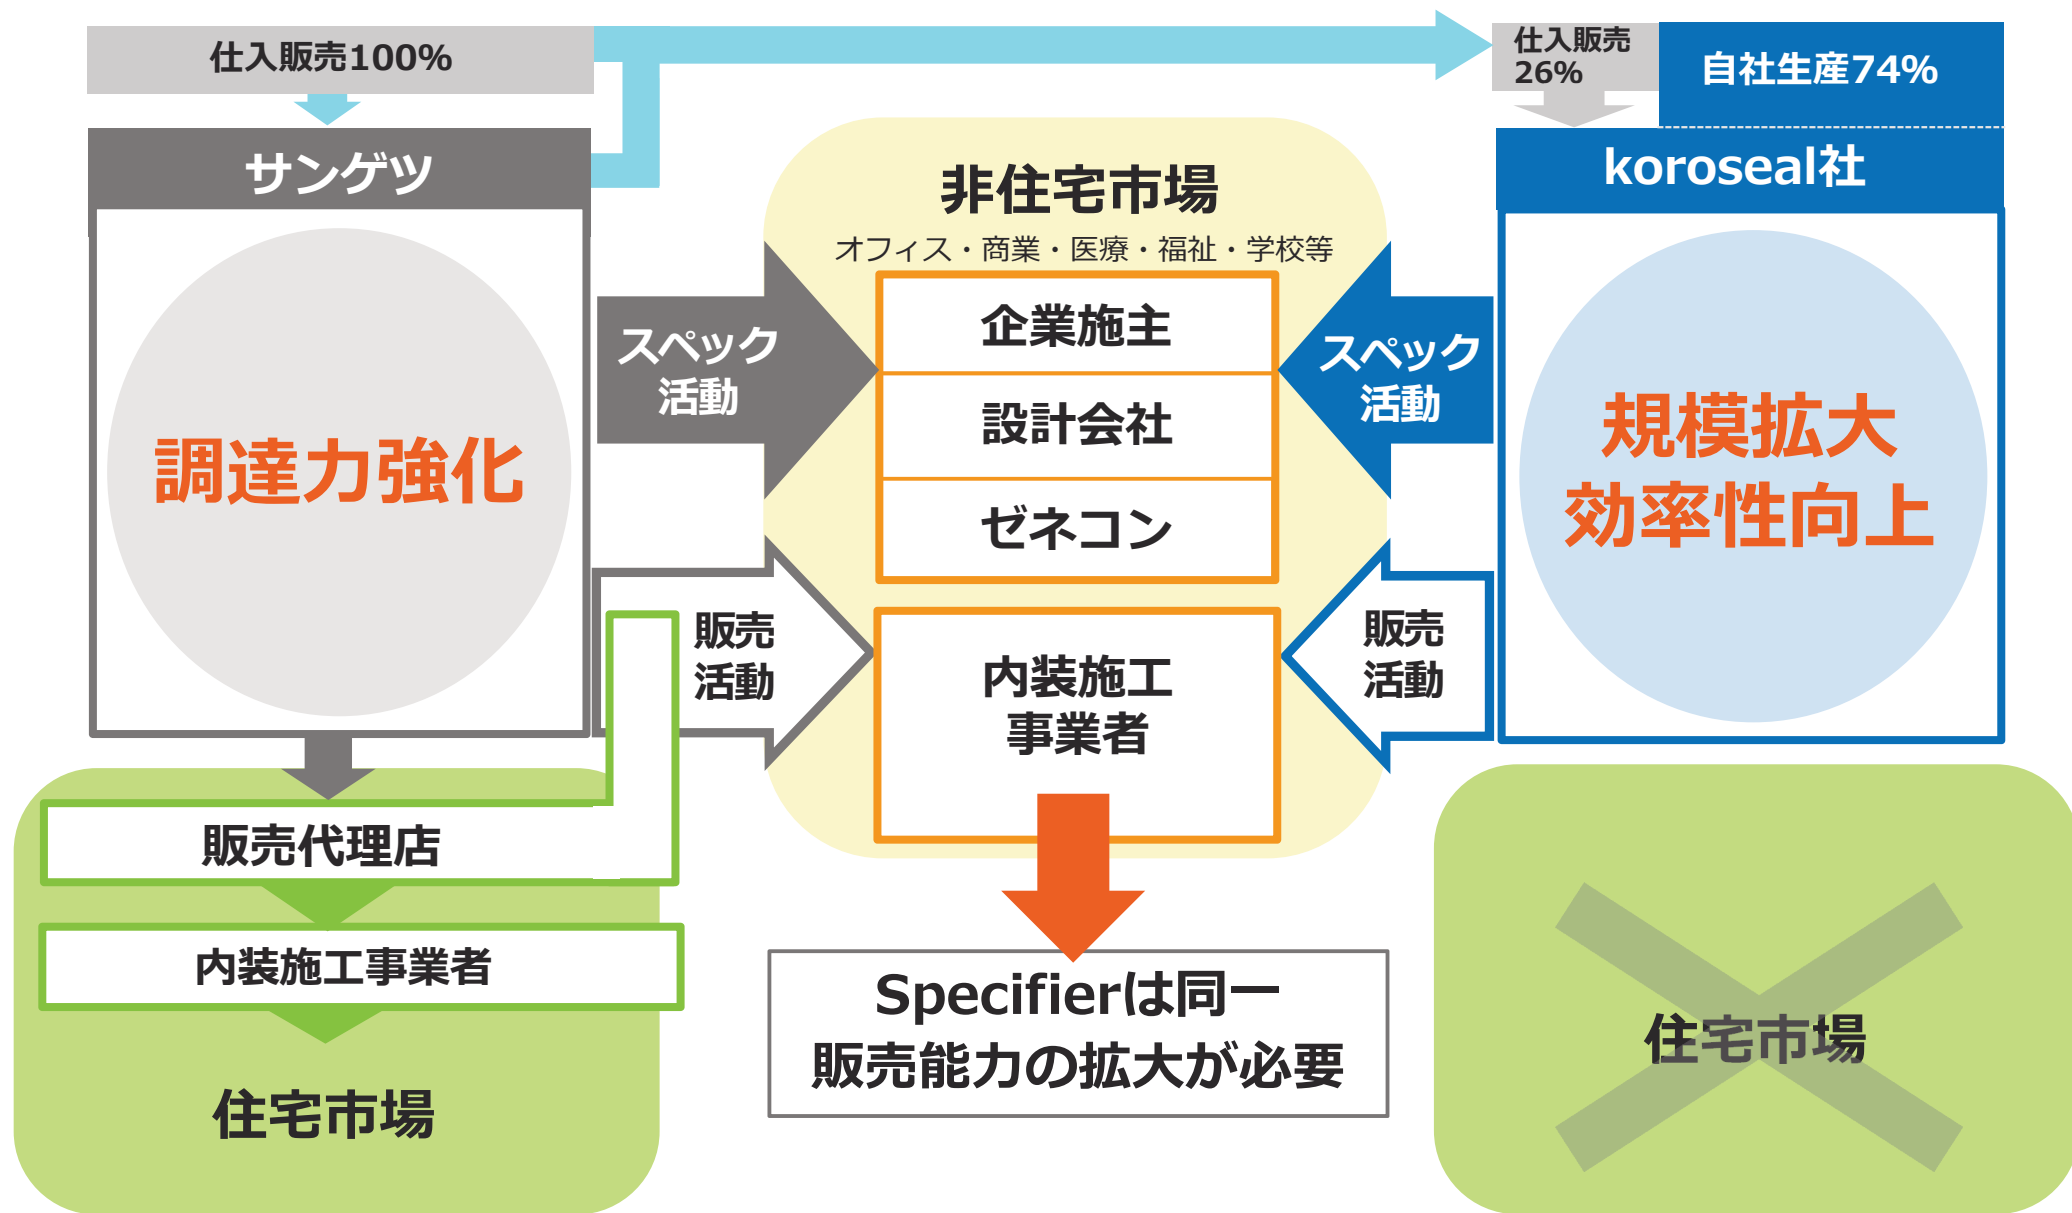 仕入販売100%
仕入販売
26%
自社生産74%
サンゲツ
koroseal社
調達力強化
非住宅市場
オフィス・商業・医療・福祉・学校等
企業施主
設計会社
ゼネコン
スペック
活動
スペック
活動
規模拡大
効率性向上
販売
活動
内装施工
事業者
販売
活動
販売代理店
内装施工事業者
住宅市場
Specifierは同一
販売能力の拡大が必要
住宅市場